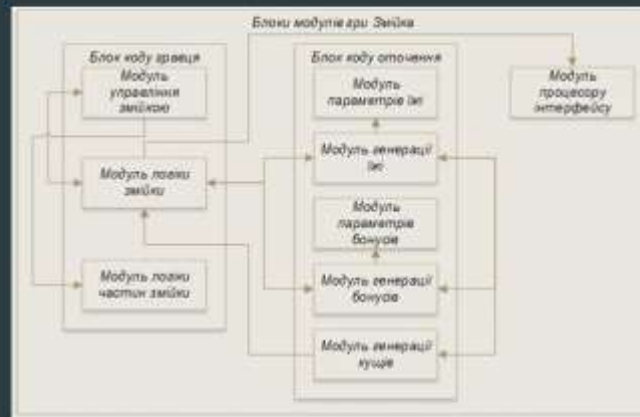 Блоки модулів гри Змійка
Блок коду гравця
Модуль
управління
змійкою
Модуль логіки
змійки
Модуль логіки
частин змійки
Блок коду оточення
Модуль
параметрів їжі
Модуль генерації
їжі
Модуль
параметрів
бонусів
Модуль генерації
бонусів
Модуль генерації
кущів
Модуль
процесору
інтерфейсу